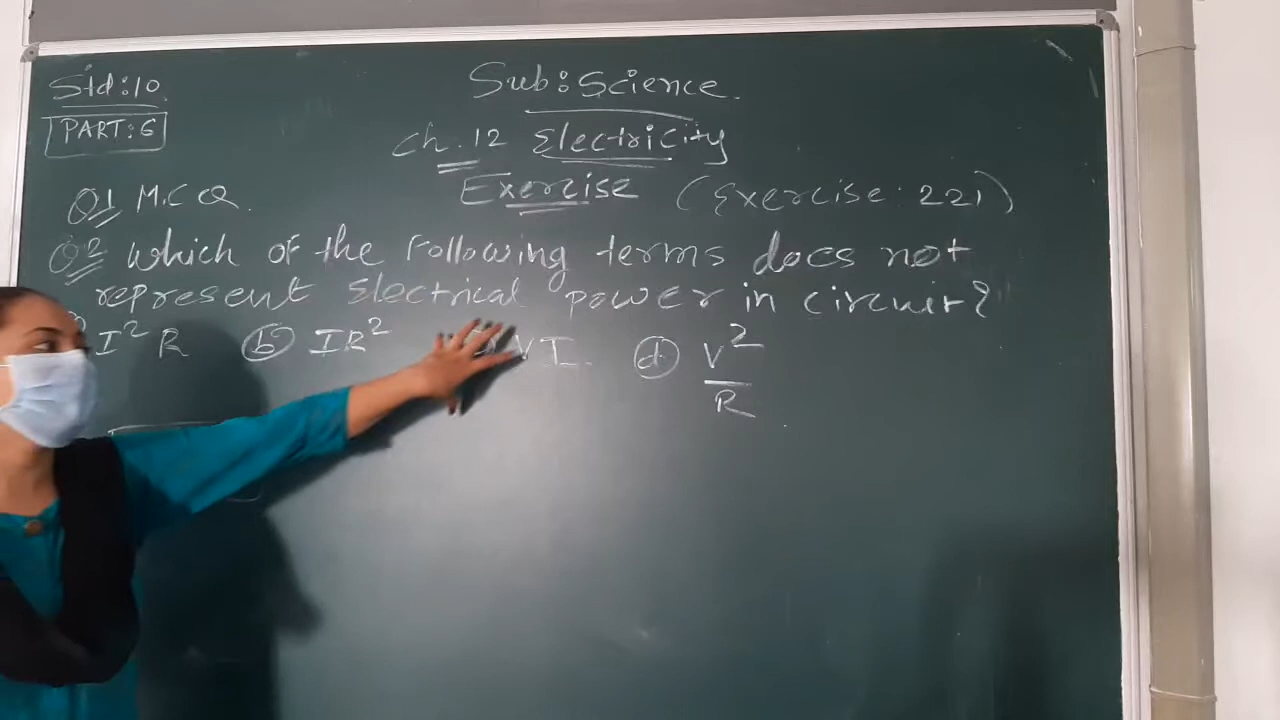 Std:10
PART:6
Sub:Science
Ch.12 Electricity
Exercise (Exercise:221)
Q1 M.C.Q.
Q2 Which of the Following terms does not
represent Electrical power in circuit?
I²R (b) IR² VI. (d) V²/R